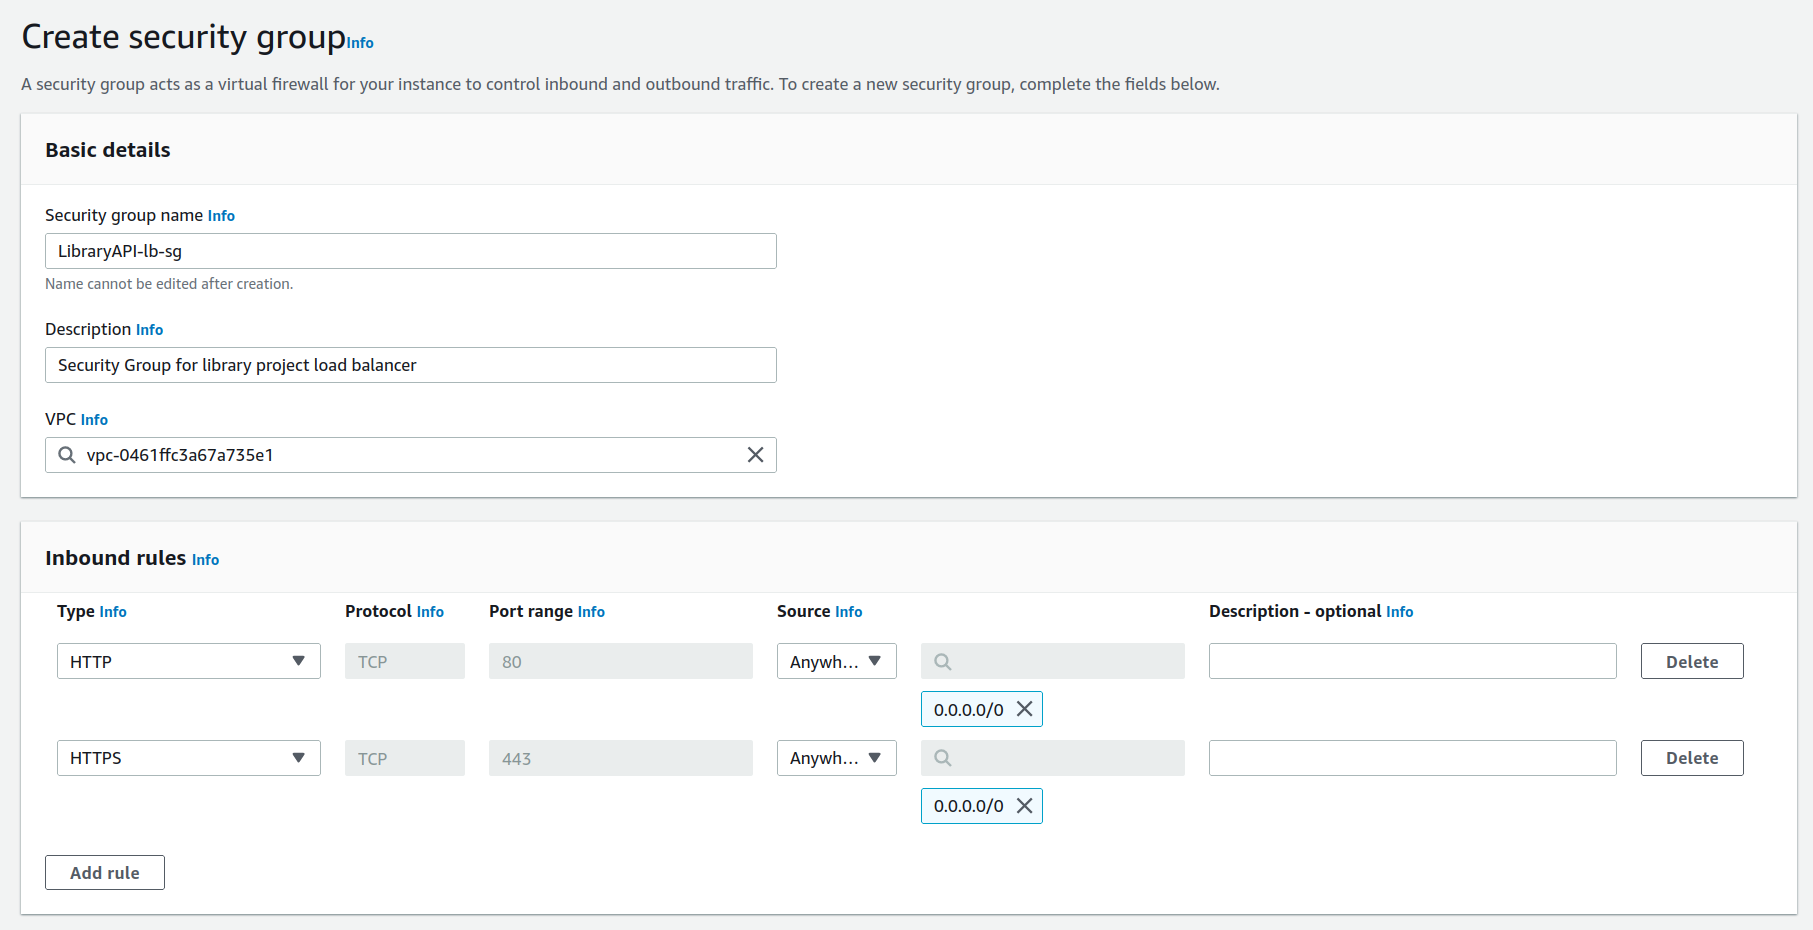 Create security group Info
A security group acts as a virtual firewall for your instance to control inbound and outbound traffic. To create a new security group, complete the fields below.
Basic details
Security group name Info
LibraryAPI-lb-sg
Name cannot be edited after creation.
Description Info
Security Group for library project load balancer
VPC Info
vpc-0461ffc3a67a735e1
Inbound rules Info
Type Info Protocol Info Port range Info Source Info Description - optional Info
HTTP TCP 80 Anywh... Delete
0.0.0.0/0
HTTPS TCP 443 Anywh... Delete
0.0.0.0/0
Add rule